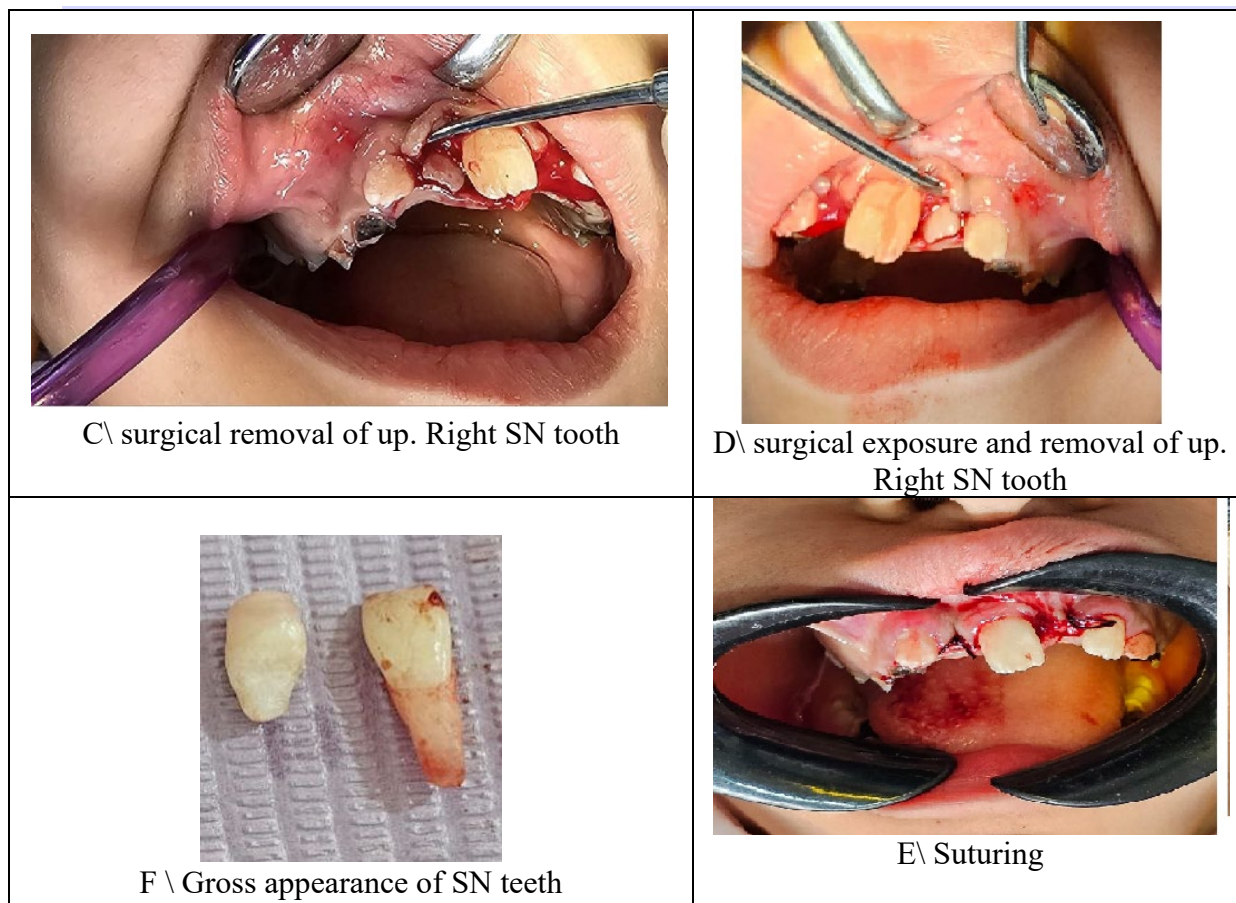 C\ surgical removal of up. Right SN tooth
D\ surgical exposure and removal of up.
Right SN tooth
F \ Gross appearance of SN teeth
E\ Suturing